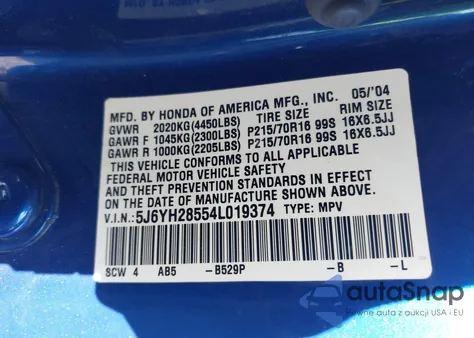 MFD. BY HONDA OF AMERICA MFG., INC. 05/'04
GVWR 2020KG(4450LBS) TIRE SIZE RIM SIZE
GAWR F 1045KG(2300LBS) P215/70R16 99S 16X6.5JJ
GAWR R 1000KG(2205LBS) P215/70R16 99S 16X6.5JJ
THIS VEHICLE CONFORMS TO ALL APPLICABLE
FEDERAL MOTOR VEHICLE SAFETY
STANDARDS IN EFFECT ON THE DATE OF
MANUFACTURE SHOWN ABOVE.
V.I.N.: 5J6YH28554L019374 TYPE: MPV
SCW 4 AB5 -B529P -B -L
autoSnap
Pewne auta z aukcji USA i EU